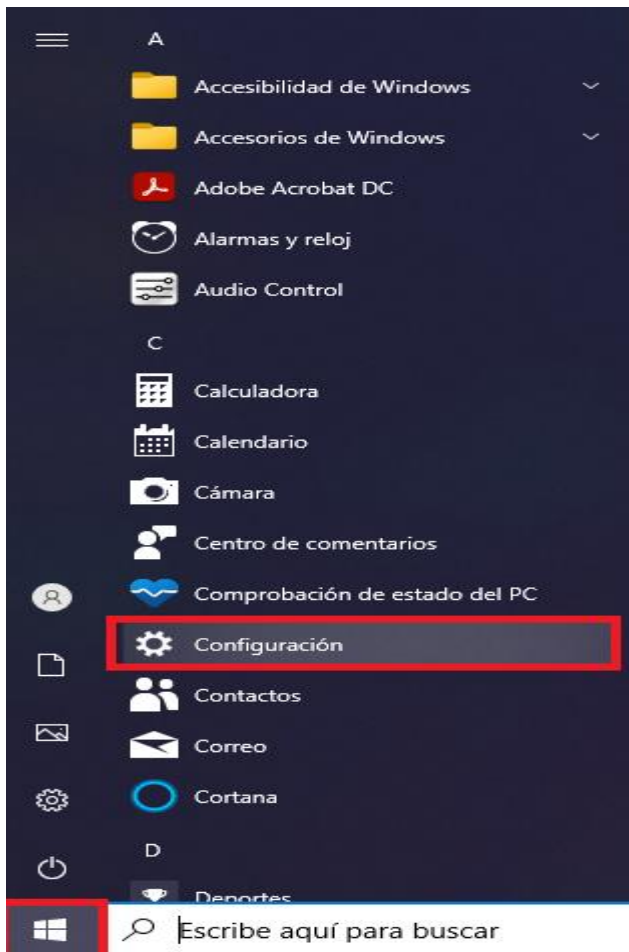 A
Accesibilidad de Windows
Accesorios de Windows
Adobe Acrobat DC
Alarmas y reloj
Audio Control
C
Calculadora
Calendario
Cámara
Centro de comentarios
Comprobación de estado del PC
Configuración
Contactos
Correo
Cortana
D
Deportes
Escribe aquí para buscar